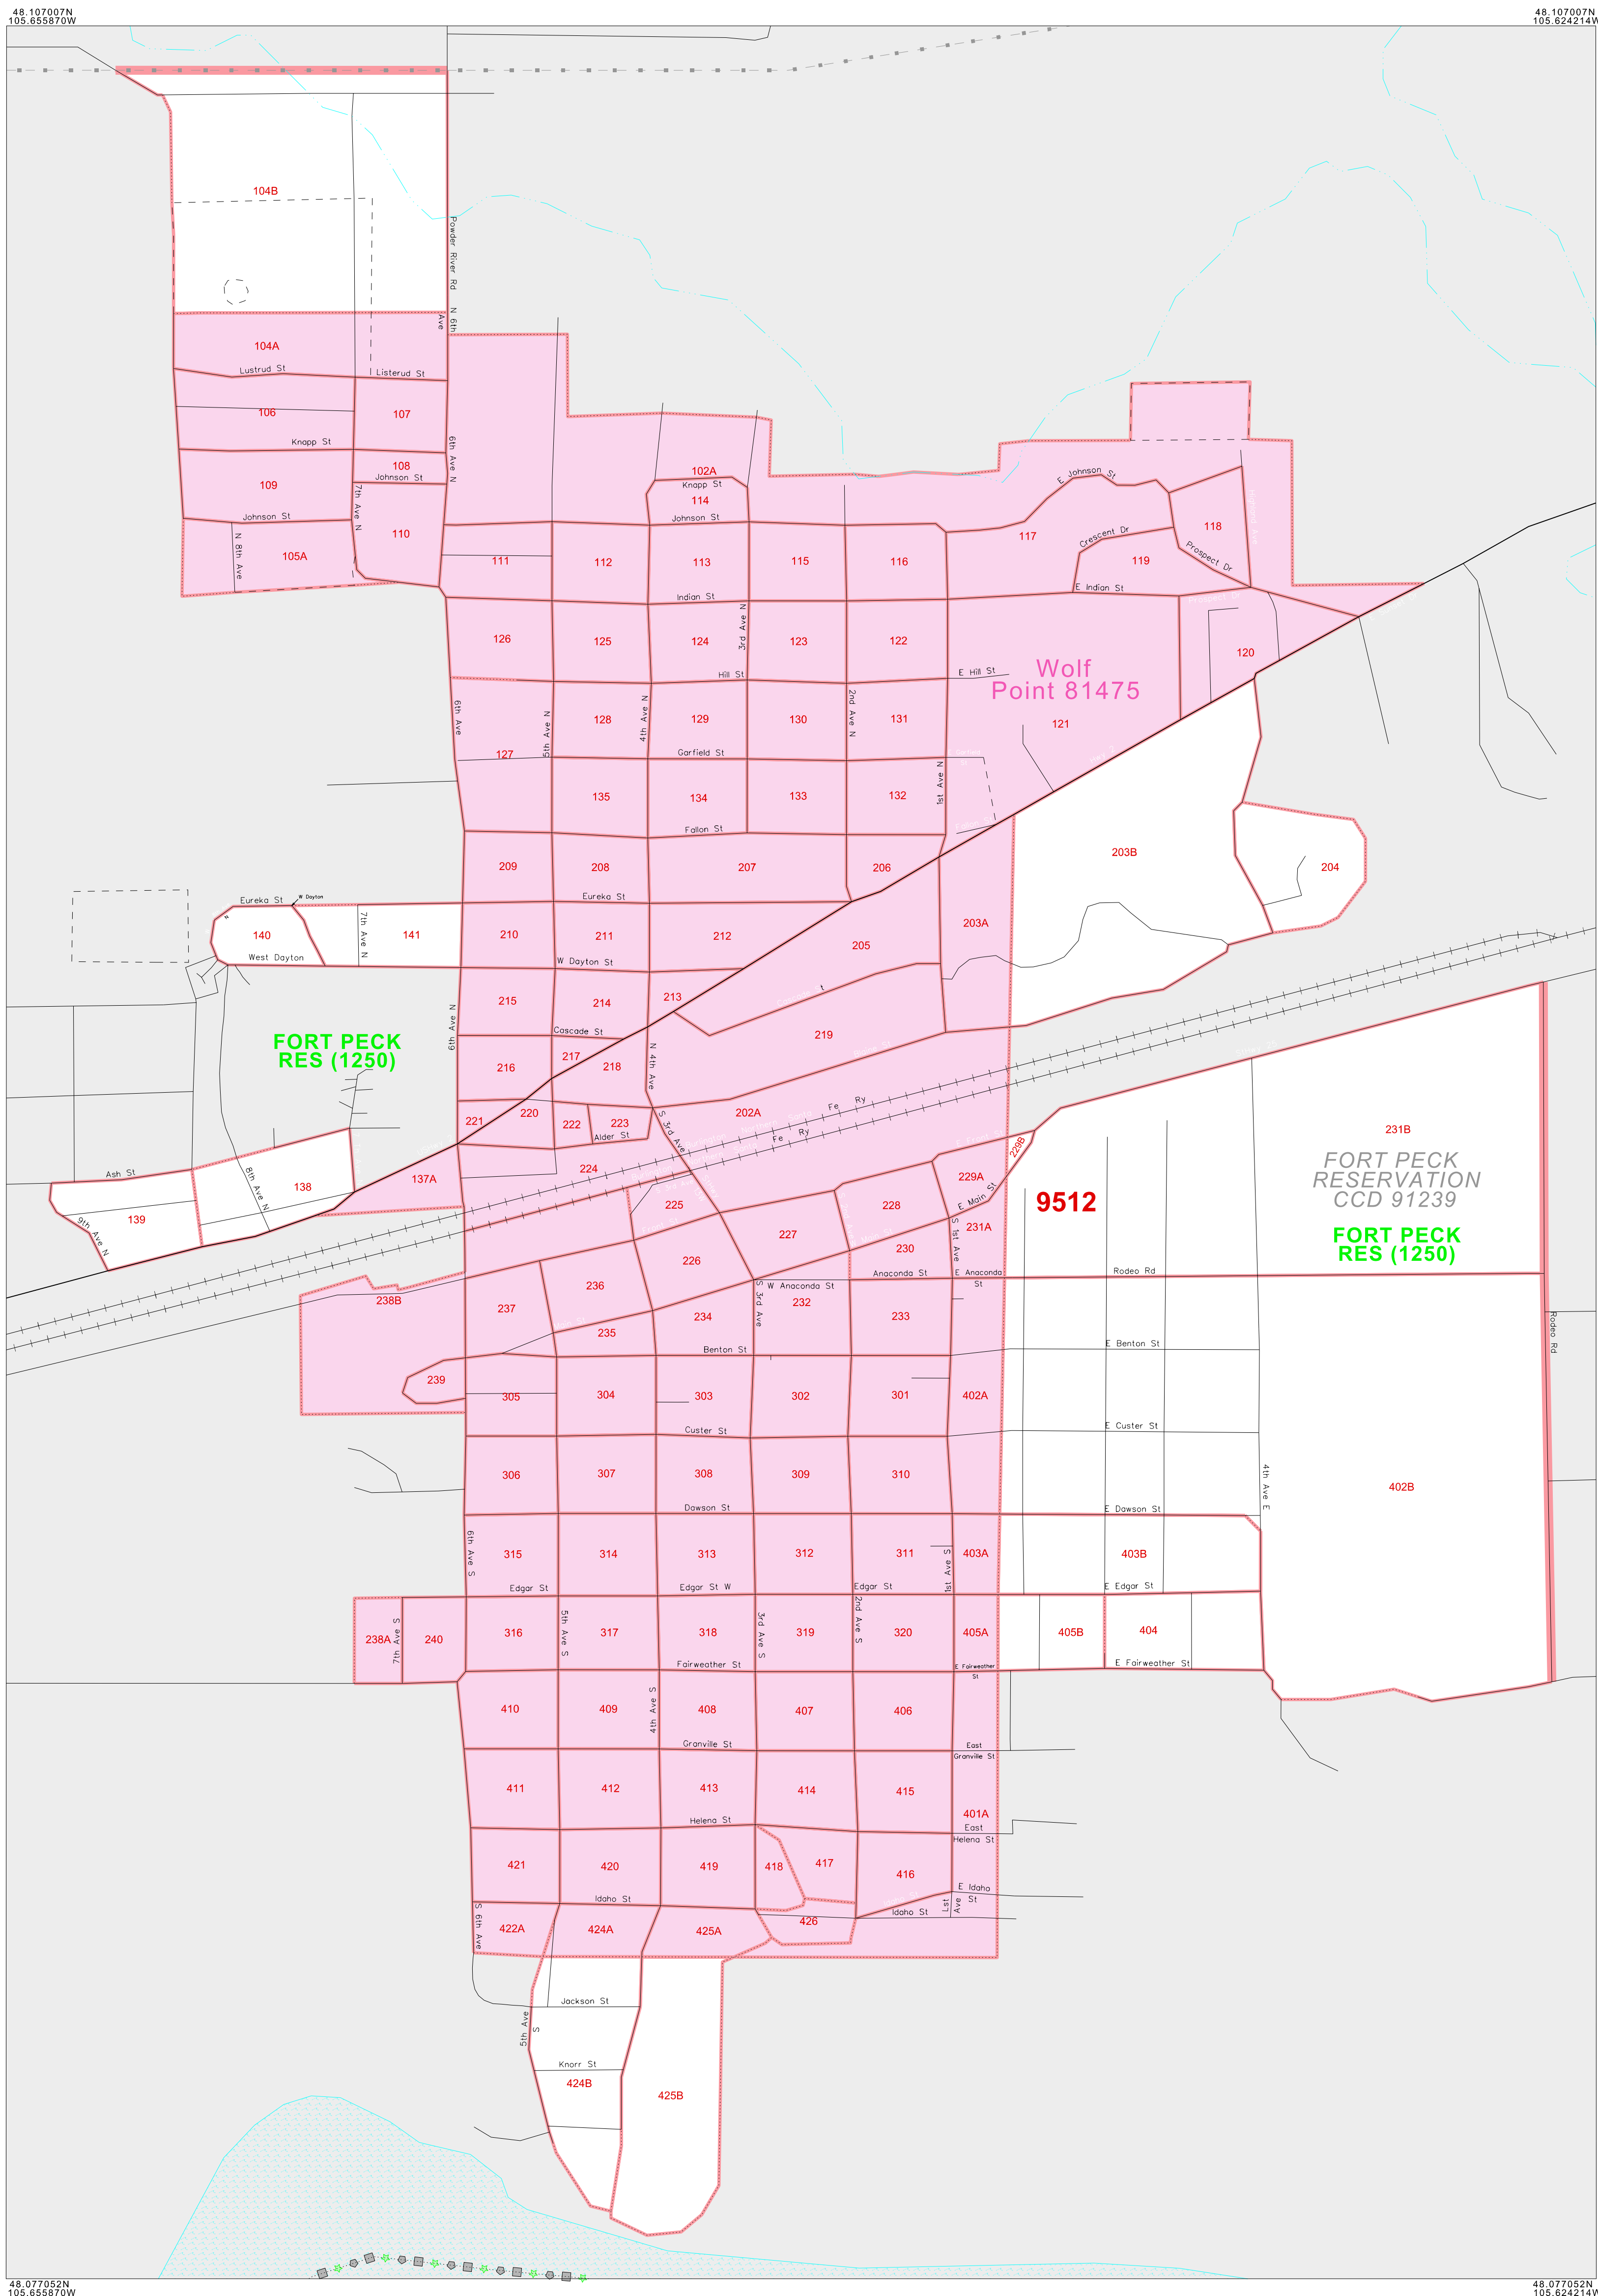 48.107007N
105.655870W
48.107007N
105.624214W
104B
Powder River Rd
N 6th
Ave
104A
Lustrud St
Listerud St
106
107
Knapp St
6th Ave N
108
Johnson St
102A
Knapp St
114
E Johnson St
109
7th Ave N
Johnson St
Johnson St
110
N 8th Ave
105A
111
112
113
115
116
117
Crescent Dr
118
119
Prospect Dr
Highland Ave
Indian St
E Indian St
126
125
124
N
3rd Ave
123
122
120
Wolf
Point 81475
Hill St
E Hill St
6th Ave
5th Ave N
128
4th Ave N
129
130
2nd Ave N
131
121
127
Garfield St
135
134
133
132
1st Ave N
Fallon St
209
208
207
206
203B
204
Eureka St
W Dayton
Eureka St
140
7th Ave N
141
210
211
212
205
203A
West Dayton
W Dayton St
6th Ave N
215
214
213
Cascade St
219
FORT PECK
RES (1250)
216
217
218
N 4th Ave
221
220
222
223
Alder St
S 3rd Ave
202A
Fe Ry
Fe Ry
229B
231B
Ash St
8th Ave N
138
137A
224
139
9th Ave N
225
229A
E Main St
9512
FORT PECK
RESERVATION
CCD 91239
FORT PECK
RES (1250)
228
227
S 1st Ave
231A
230
226
Anaconda St
E Anaconda
St
Rodeo Rd
W Anaconda St
236
238B
237
235
234
S 3rd Ave
232
233
Rodeo Rd
Benton St
E Benton St
239
305
304
303
302
301
402A
Custer St
E Custer St
306
307
308
309
310
402B
4th Ave E
Dawson St
E Dawson St
6th Ave S
315
314
313
312
311
1st Ave S
403A
403B
Edgar St
Edgar St W
Edgar St
E Edgar St
238A
7th Ave S
240
316
5th Ave S
317
318
3rd Ave S
319
2nd Ave S
320
405A
405B
404
Fairweather St
E Fairweather
St
E Fairweather St
410
409
4th Ave S
408
407
406
Granville St
East
Granville St
411
412
413
414
415
401A
Helena St
East
Helena St
421
420
419
418
417
416
Idaho St
E Idaho
St
Lst
Ave
Idaho St
S 6th Ave
422A
424A
425A
426
Jackson St
5th Ave
S
Knorr St
424B
425B
48.077052N
105.655870W
48.077052N
105.624214W